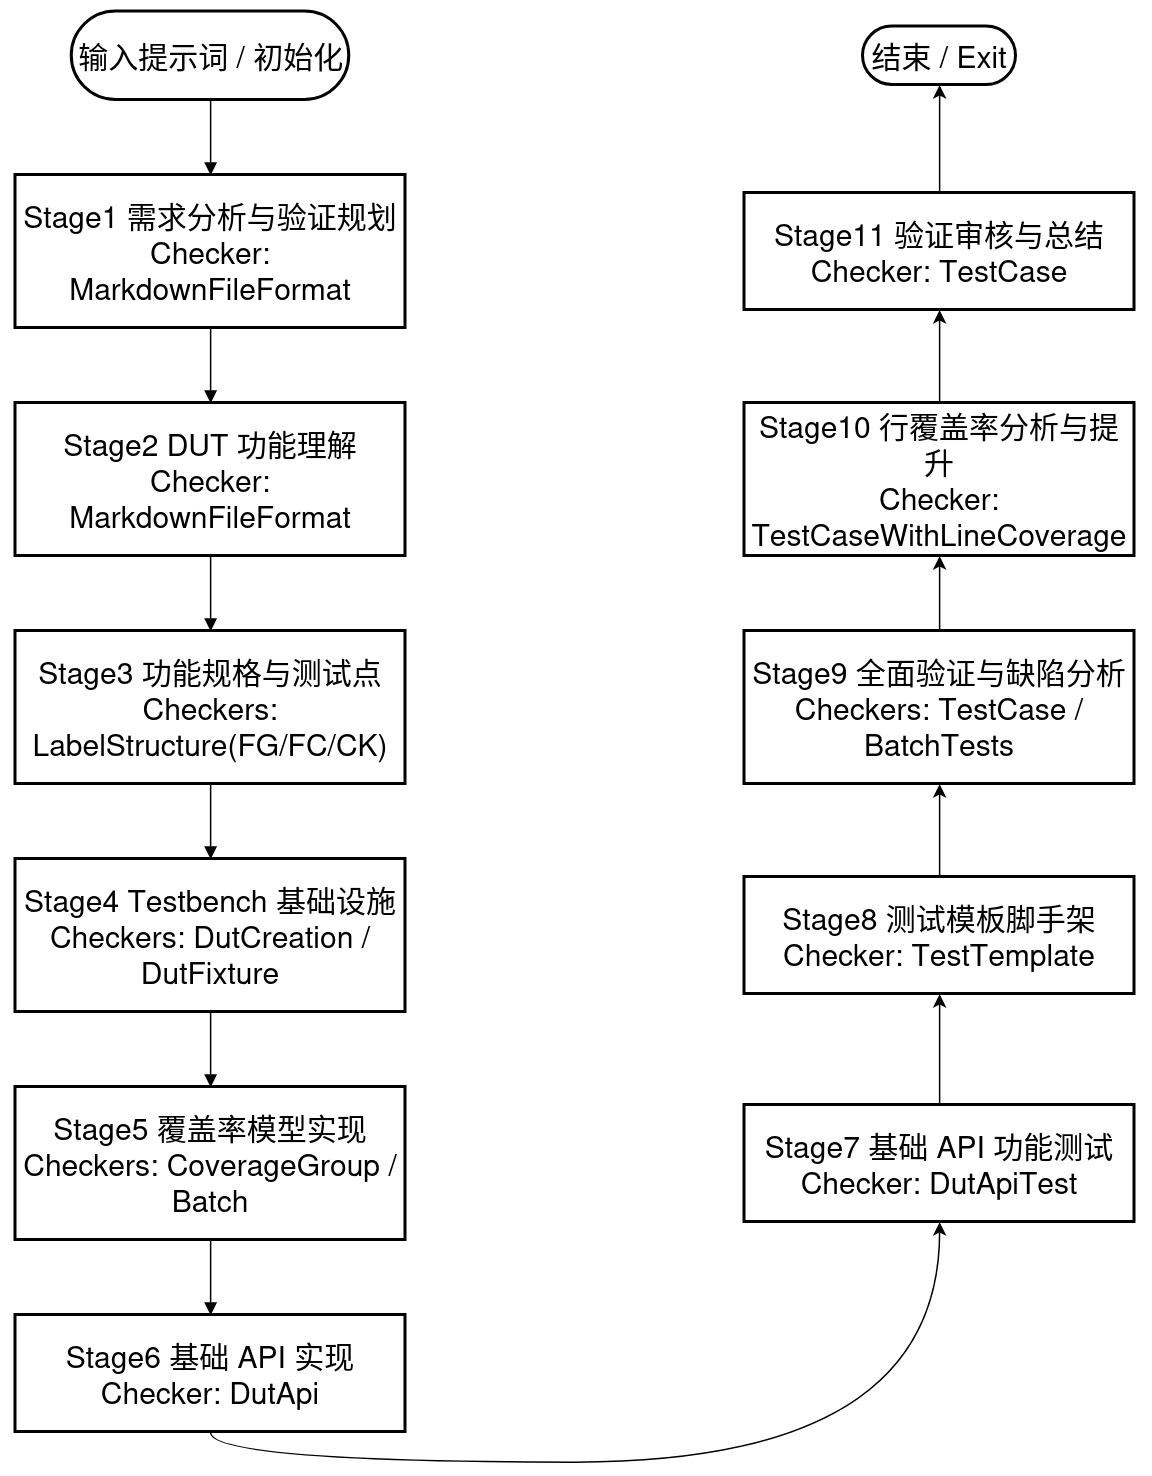 输入提示词 / 初始化
Stage1 需求分析与验证规划
Checker:
MarkdownFileFormat
Stage2 DUT 功能理解
Checker:
MarkdownFileFormat
Stage3 功能规格与测试点
Checkers:
LabelStructure(FG/FC/CK)
Stage4 Testbench 基础设施
Checkers: DutCreation /
DutFixture
Stage5 覆盖率模型实现
Checkers: CoverageGroup /
Batch
Stage6 基础 API 实现
Checker: DutApi
Stage7 基础 API 功能测试
Checker: DutApiTest
Stage8 测试模板脚手架
Checker: TestTemplate
Stage9 全面验证与缺陷分析
Checkers: TestCase /
BatchTests
Stage10 行覆盖率分析与提
升
Checker:
TestCaseWithLineCoverage
Stage11 验证审核与总结
Checker: TestCase
结束 / Exit